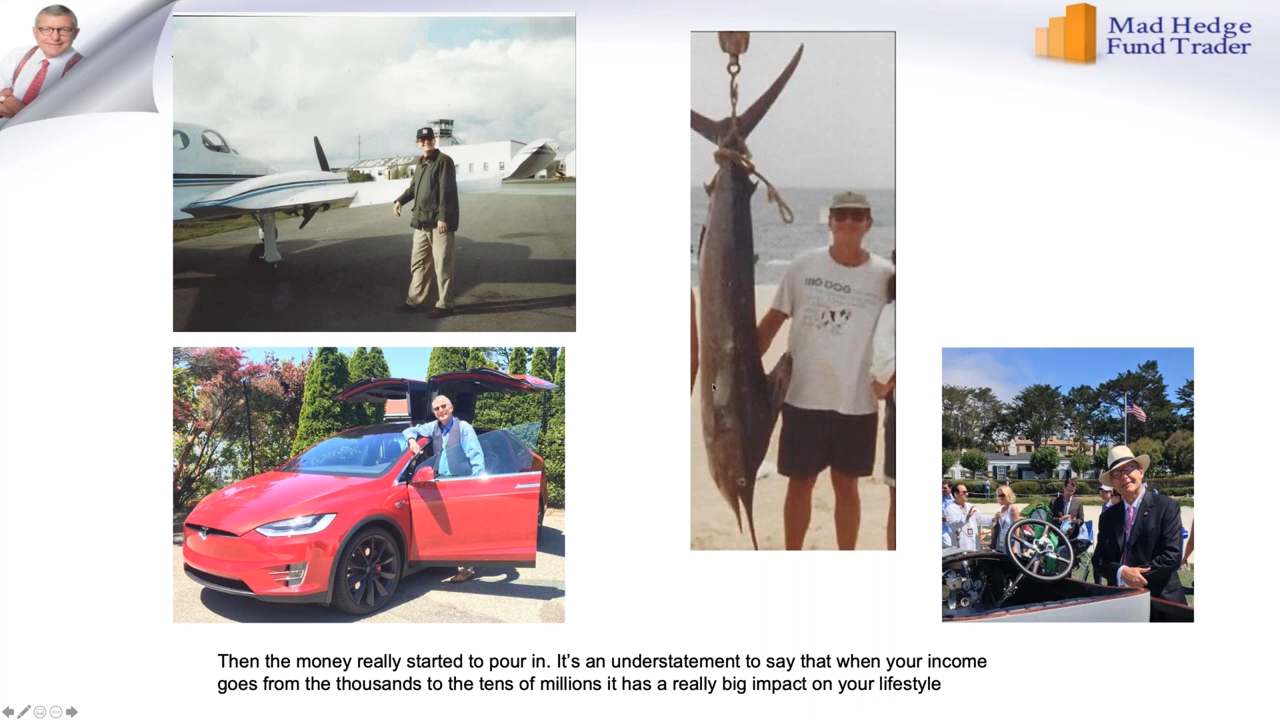 Mad Hedge
Fund Trader
BIG DOG
Then the money really started to pour in. It’s an understatement to say that when your income
goes from the thousands to the tens of millions it has a really big impact on your lifestyle